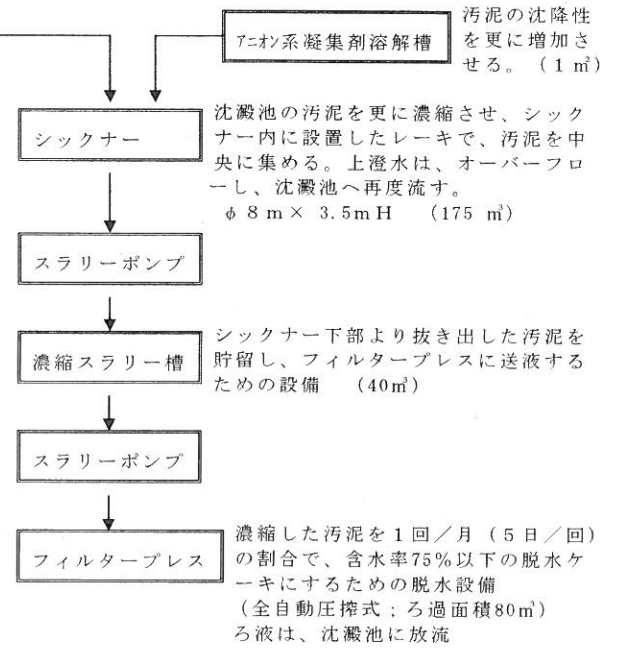 アニオン系凝集剤溶解槽
汚泥の沈降性
を更に増加さ
せる。（1㎥）
シックナー
沈澱池の汚泥を更に濃縮させ、シック
ナー内に設置したレーキで、汚泥を中
央に集める。上澄水は、オーバーフロ
ーし、沈澱池へ再度流す。
φ8m×3.5mH （175㎥）
スラリーポンプ
濃縮スラリー槽
シックナー下部より抜き出した汚泥を
貯留し、フィルタープレスに送液する
ための設備 （40㎥）
スラリーポンプ
フィルタープレス
濃縮した汚泥を1回／月（5日／回）
の割合で、含水率75%以下の脱水ケ
ーキにするための脱水設備
（全自動圧搾式；ろ過面積80㎡）
ろ液は、沈澱池に放流